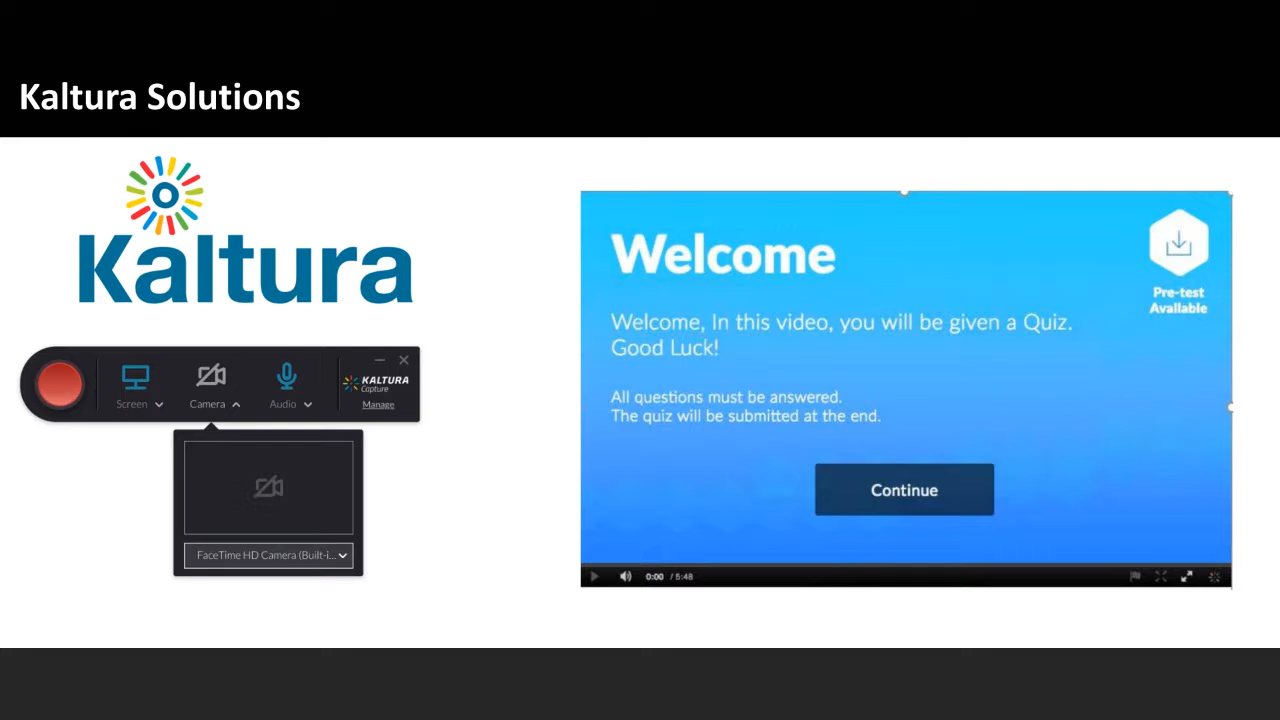 Kaltura Solutions
Kaltura
Screen
Camera
Audio
KALTURA
Capture
Manage
FaceTime HD Camera (Built-i...
Welcome
Welcome, In this video, you will be given a Quiz.
Good Luck!
All questions must be answered.
The quiz will be submitted at the end.
Continue
Pre-test
Available
0:00 / 5:48